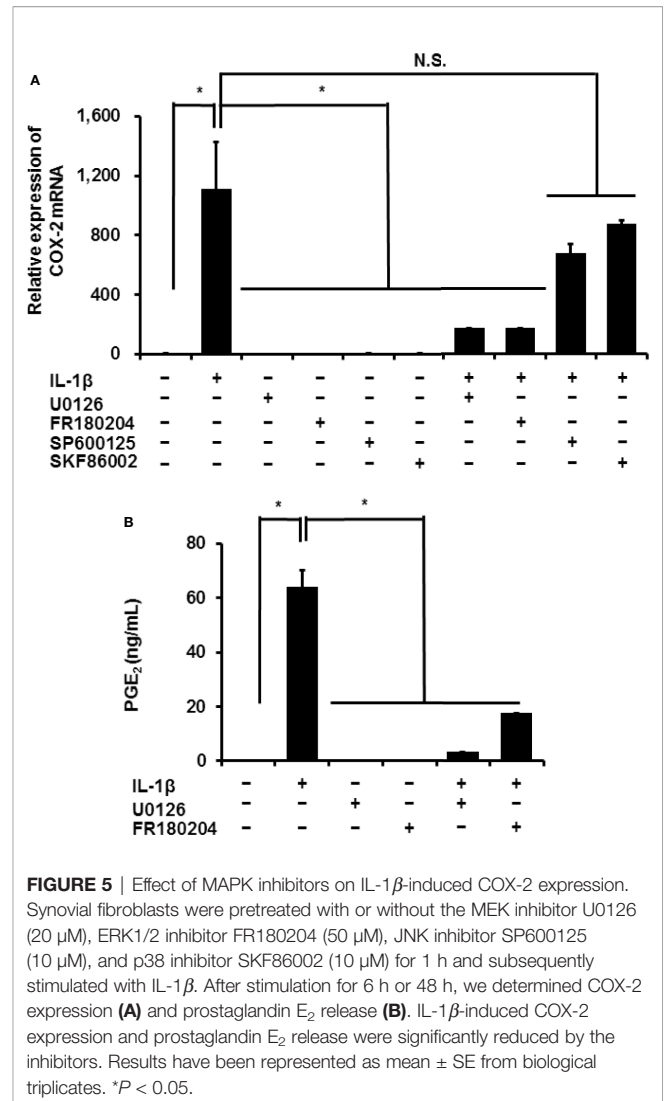 A
N.S.
*
*
Relative expression of
COX-2 mRNA
1,600
1,200
800
400
0
IL-1β – + – – – – + + + +
U0126 – – + – – – + – – –
FR180204 – – – + – – – + – –
SP600125 – – – – + – – – + –
SKF86002 – – – – – + – – – +
B
*
*
PGE₂ (ng/mL)
80
60
40
20
0
IL-1β – + – – + +
U0126 – – + – + –
FR180204 – – – + – +
FIGURE 5 | Effect of MAPK inhibitors on IL-1β-induced COX-2 expression.
Synovial fibroblasts were pretreated with or without the MEK inhibitor U0126
(20 μM), ERK1/2 inhibitor FR180204 (50 μM), JNK inhibitor SP600125
(10 μM), and p38 inhibitor SKF86002 (10 μM) for 1 h and subsequently
stimulated with IL-1β. After stimulation for 6 h or 48 h, we determined COX-2
expression (A) and prostaglandin E₂ release (B). IL-1β-induced COX-2
expression and prostaglandin E₂ release were significantly reduced by the
inhibitors. Results have been represented as mean ± SE from biological
triplicates. *P < 0.05.